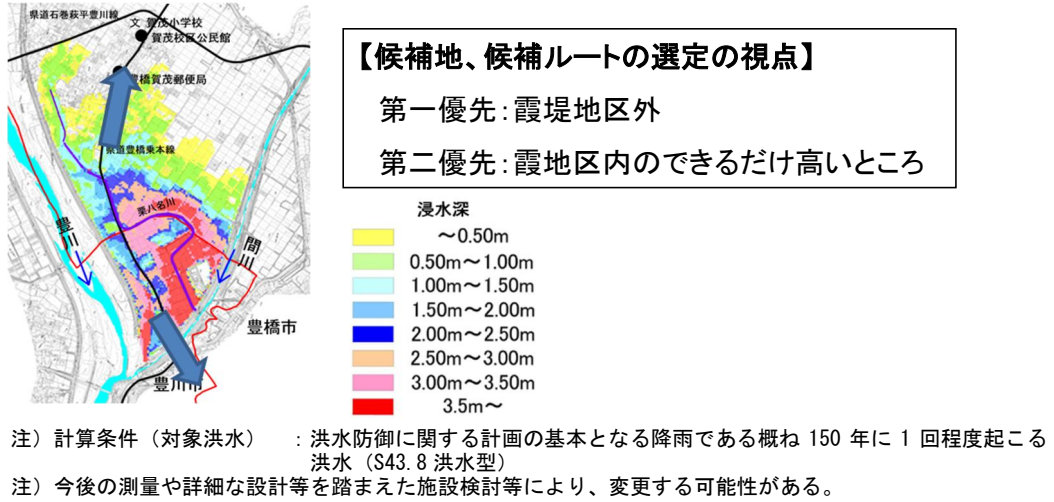 県道石巻萩平豊川線
文 賀茂小学校
賀茂校区公民館
豊橋賀茂郵便局
県道豊橋乗本線
栗八名川
豊川
間川
豊橋市
豊川市
【候補地、候補ルートの選定の視点】
第一優先：霞堤地区外
第二優先：霞地区内のできるだけ高いところ
浸水深
～0.50m
0.50m～1.00m
1.00m～1.50m
1.50m～2.00m
2.00m～2.50m
2.50m～3.00m
3.00m～3.50m
3.5m～
注）計算条件（対象洪水）　：洪水防御に関する計画の基本となる降雨である概ね 150 年に 1 回程度起こる
洪水（S43.8 洪水型）
注）今後の測量や詳細な設計等を踏まえた施設検討等により、変更する可能性がある。